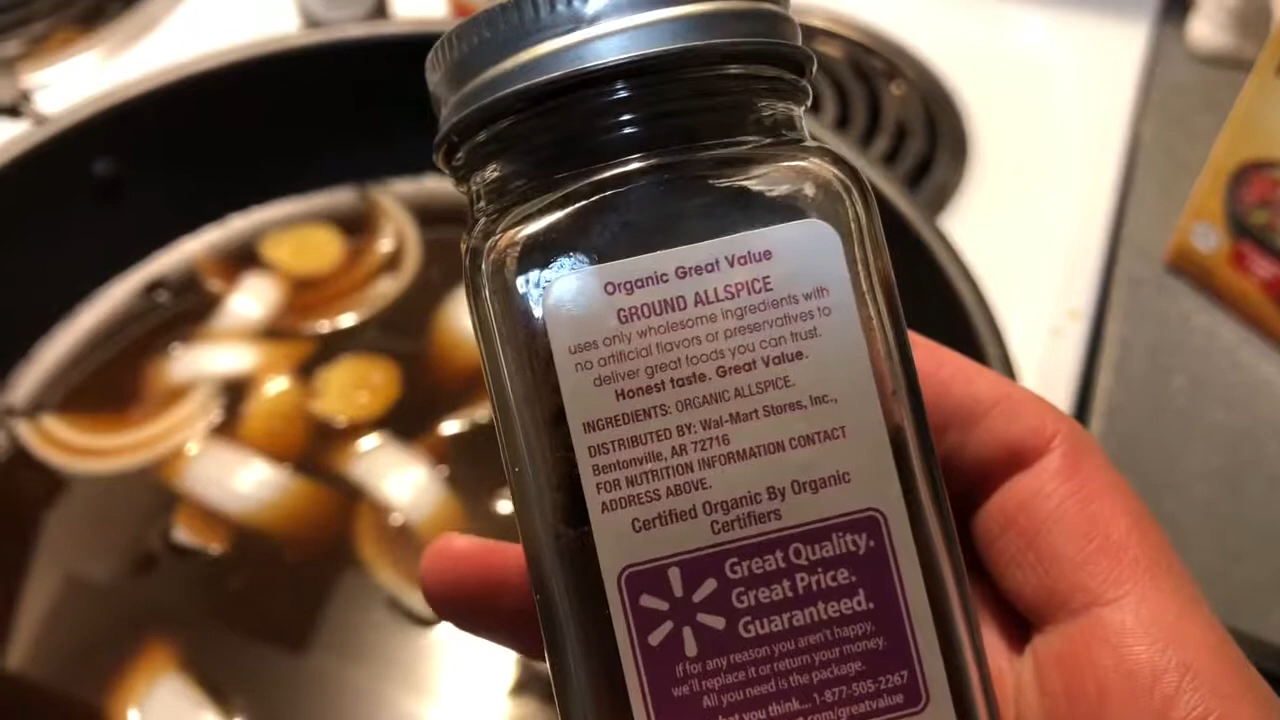 Organic Great Value
GROUND ALLSPICE
uses only wholesome ingredients with
no artificial flavors or preservatives to
deliver great foods you can trust.
Honest taste. Great Value.
INGREDIENTS: ORGANIC ALLSPICE.
DISTRIBUTED BY: Wal-Mart Stores, Inc.,
Bentonville, AR 72716
FOR NUTRITION INFORMATION CONTACT
ADDRESS ABOVE.
Certified Organic By Organic
Certifiers
Great Quality.
Great Price.
Guaranteed.
If for any reason you aren't happy,
we'll replace it or return your money.
All you need is the package.
you think... 1-877-505-2267
.com/greatvalue